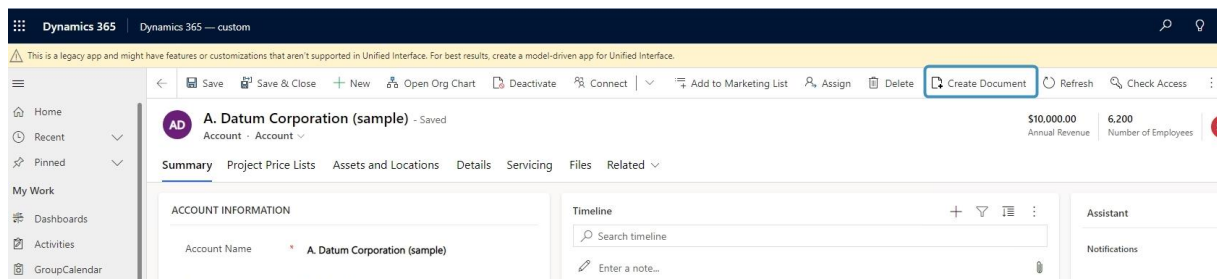 Dynamics 365 Dynamics 365 — custom
This is a legacy app and might have features or customizations that aren't supported in Unified Interface. For best results, create a model-driven app for Unified Interface.
Save Save & Close New Open Org Chart Deactivate Connect Add to Marketing List Assign Delete Create Document Refresh Check Access
Home
Recent
Pinned
My Work
Dashboards
Activities
GroupCalendar
AD
A. Datum Corporation (sample) - Saved
Account · Account
$10,000.00
Annual Revenue
6,200
Number of Employees
Summary Project Price Lists Assets and Locations Details Servicing Files Related
ACCOUNT INFORMATION
Account Name * A. Datum Corporation (sample)
Timeline
Search timeline
Enter a note...
Assistant
Notifications